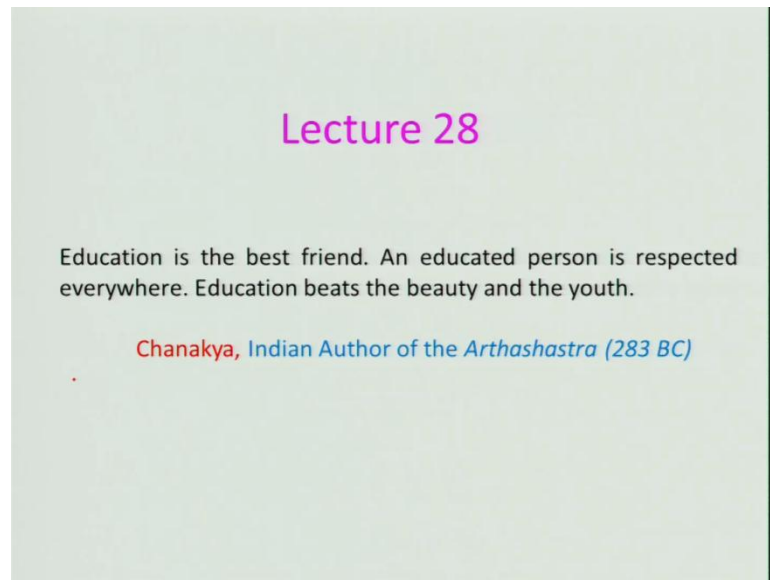 Lecture 28
Education is the best friend. An educated person is respected
everywhere. Education beats the beauty and the youth.
Chanakya, Indian Author of the Arthashastra (283 BC)